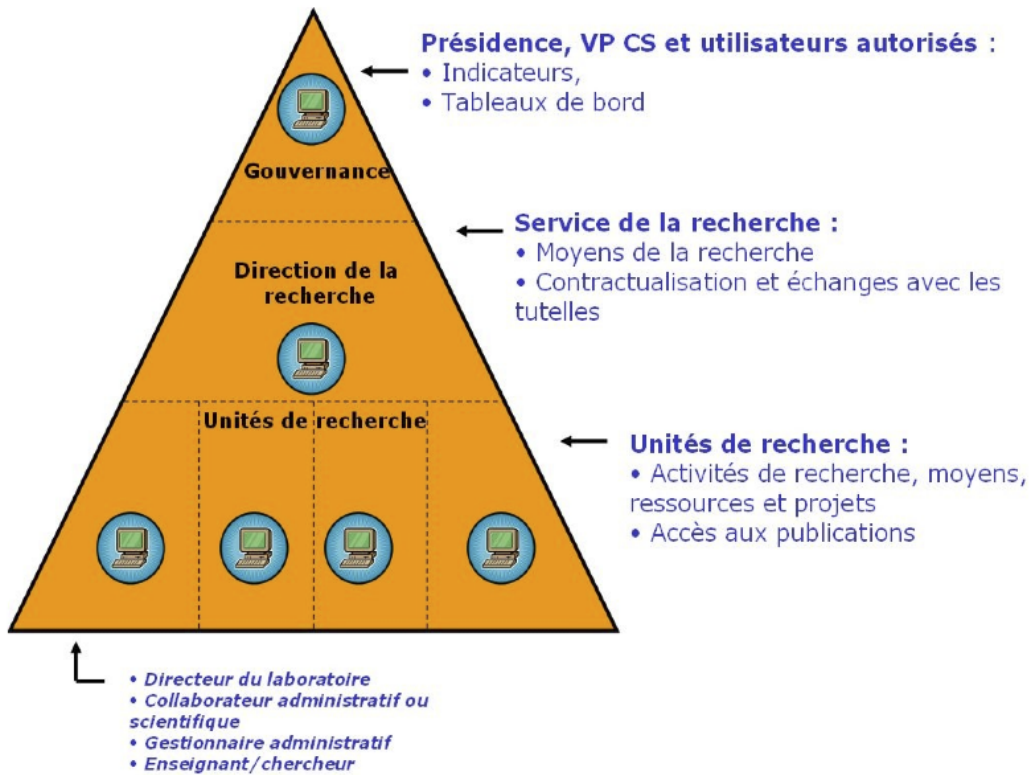 Présidence, VP CS et utilisateurs autorisés :
• Indicateurs,
• Tableaux de bord
Gouvernance
Service de la recherche :
• Moyens de la recherche
• Contractualisation et échanges avec les
tutelles
Direction de la
recherche
Unités de recherche
Unités de recherche :
• Activités de recherche, moyens,
ressources et projets
• Accès aux publications
• Directeur du laboratoire
• Collaborateur administratif ou
scientifique
• Gestionnaire administratif
• Enseignant/chercheur